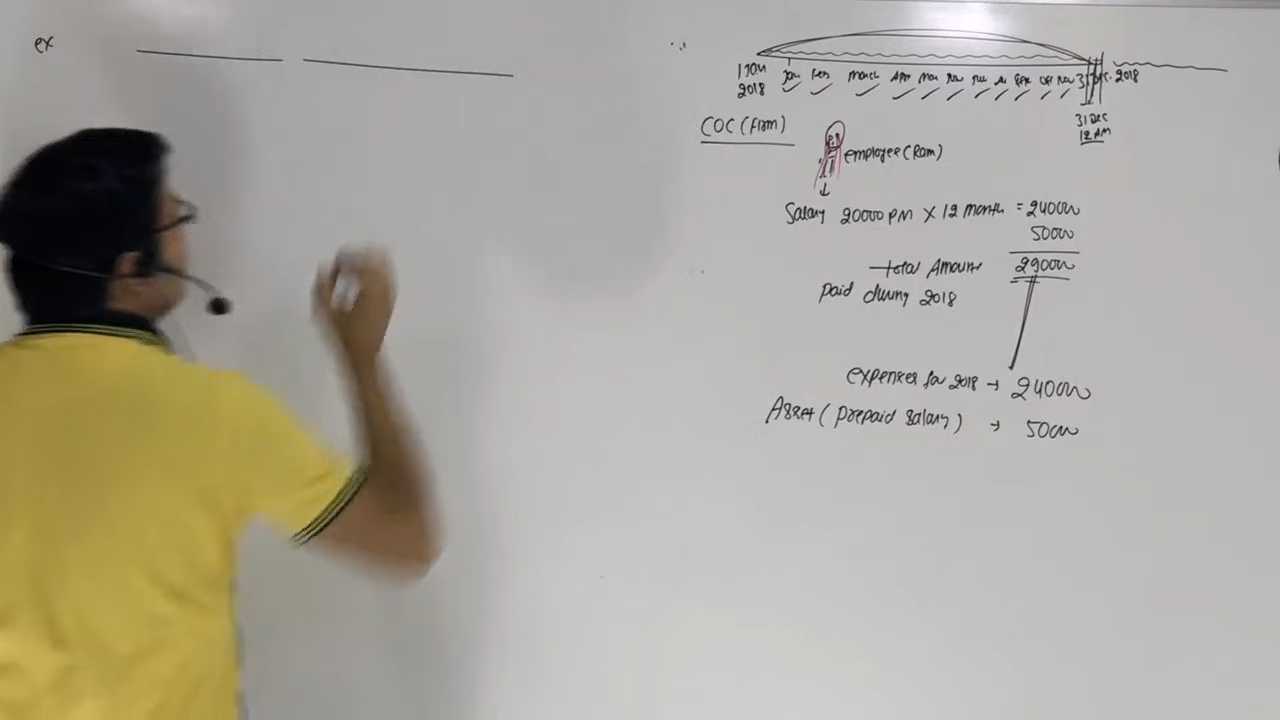 ex
1 Jan Jan Feb March Apr May Jun Jul Au Sep Oct Nov 31 Dec. 2018
2018
31 Dec
12 AM
COC (Firm)
employee (Ram)
Salary 20000 PM X 12 month = 240000
50000
total Amount 290000
Paid during 2018
expenses for 2018 → 240000
Asset ( Prepaid salary ) → 50000